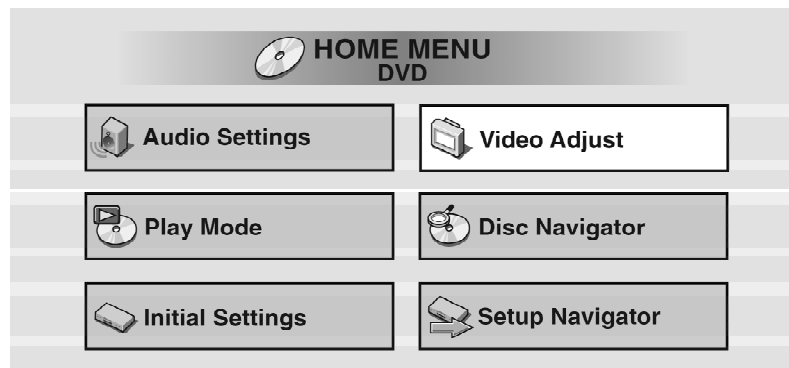 HOME MENU
DVD
Audio Settings
Video Adjust
Play Mode
Disc Navigator
Initial Settings
Setup Navigator